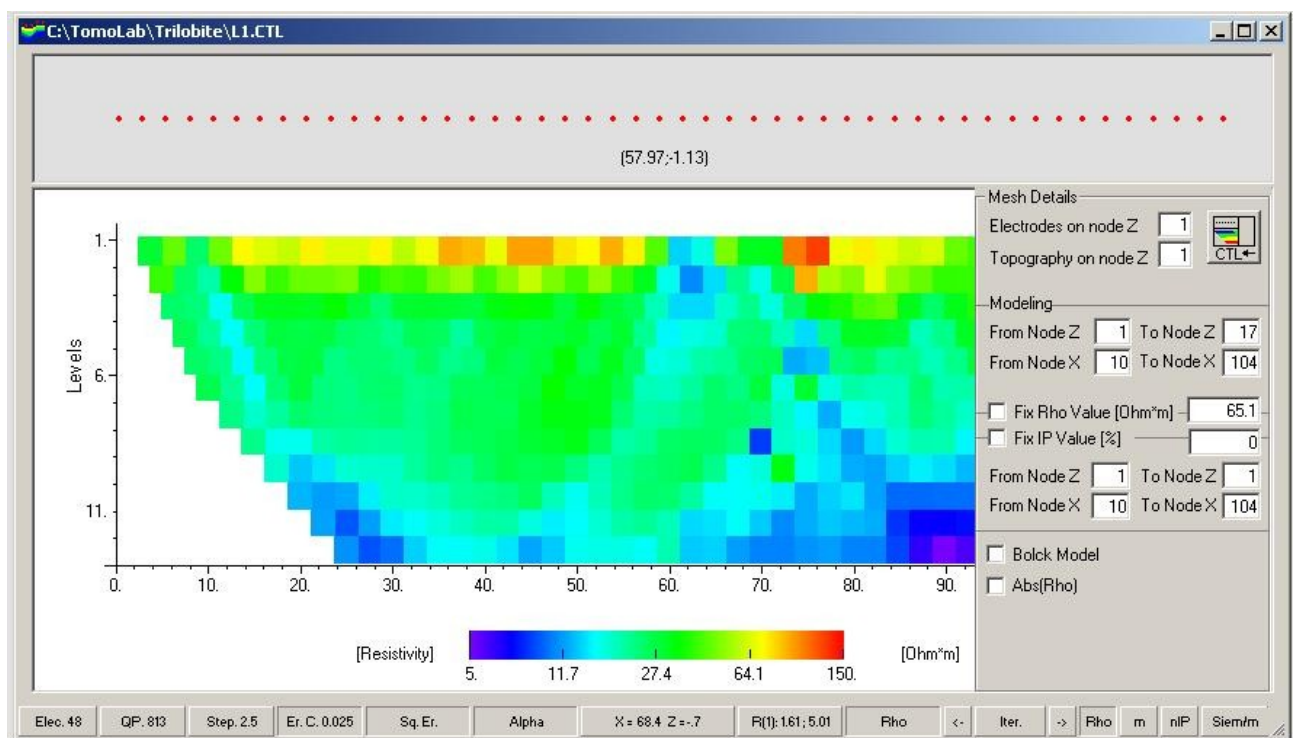 C:\TomoLab\Trilobite\L1.CTL
(57.97;-1.13)
Mesh Details
Electrodes on node Z 1
Topography on node Z 1
CTL
Modeling
From Node Z 1 To Node Z 17
From Node X 10 To Node X 104
Fix Rho Value [Ohm*m] 65.1
Fix IP Value [%] 0
From Node Z 1 To Node Z 1
From Node X 10 To Node X 104
Bolck Model
Abs(Rho)
Levels
1.
6.
11.
0. 10. 20. 30. 40. 50. 60. 70. 80. 90.
[Resistivity] [Ohm*m]
5. 11.7 27.4 64.1 150.
Elec. 48 QP. 813 Step. 2.5 Er. C. 0.025 Sq. Er. Alpha X = 68.4 Z =-.7 R(1): 1.61 ; 5.01 Rho <- Iter. -> Rho m nIP Siem/m